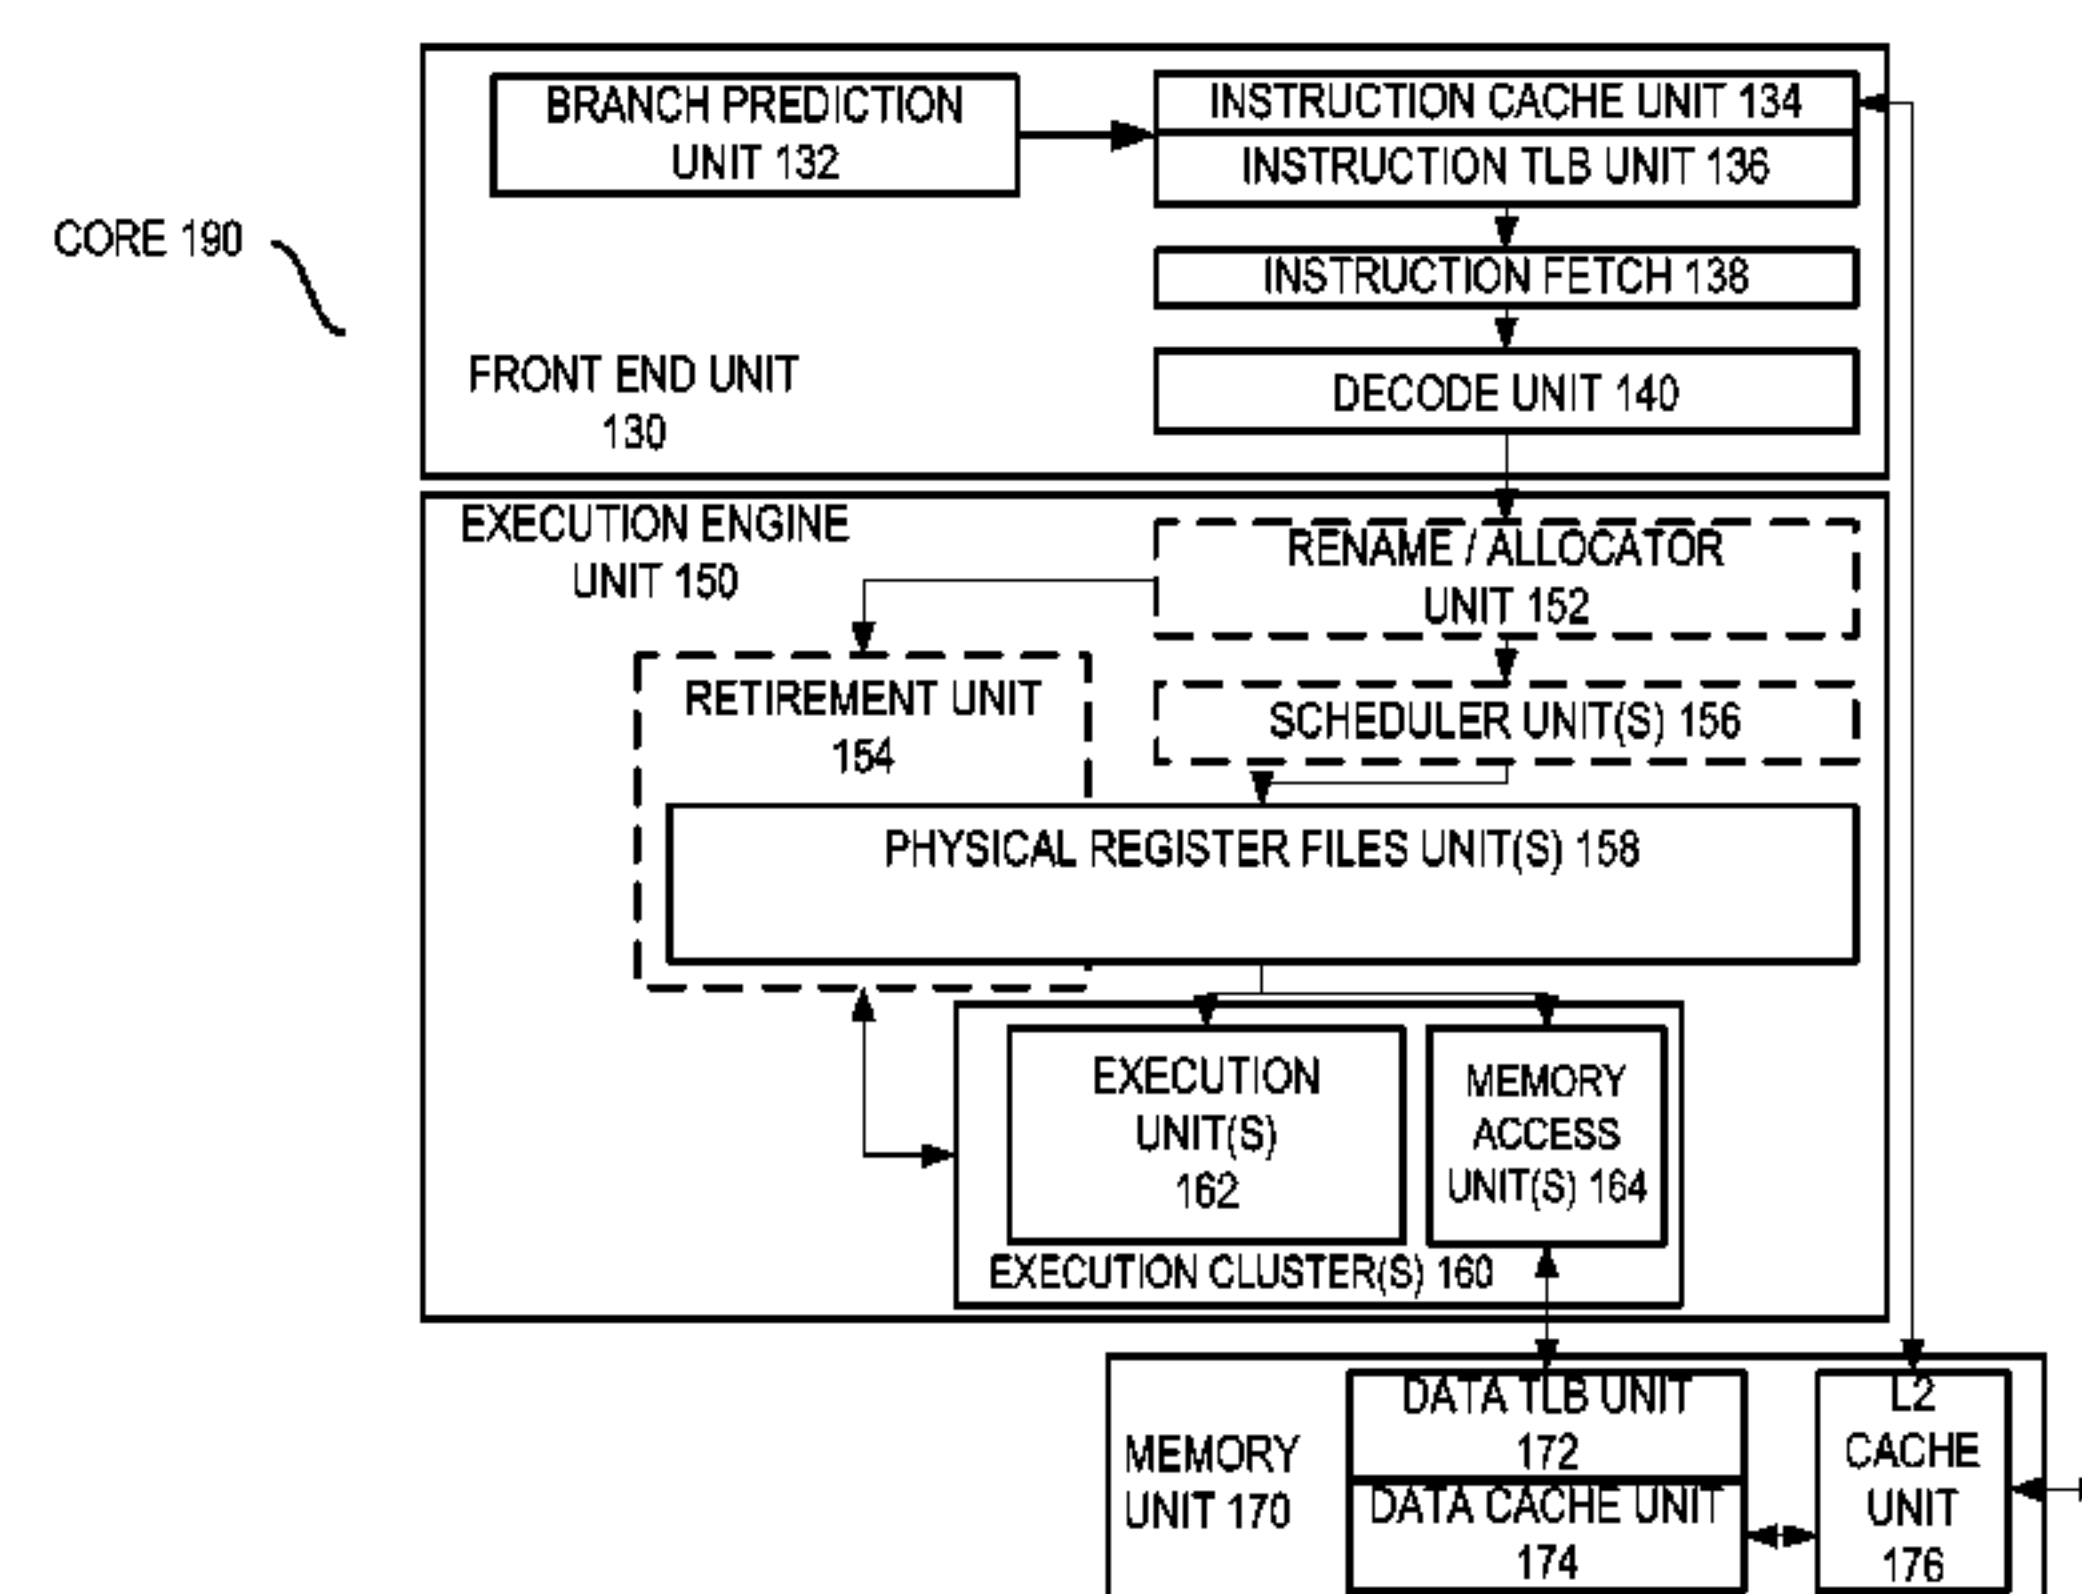 BRANCH PREDICTION
UNIT 132
INSTRUCTION CACHE UNIT 134
INSTRUCTION TLB UNIT 136
CORE 190
INSTRUCTION FETCH 138
FRONT END UNIT
130
DECODE UNIT 140
EXECUTION ENGINE
UNIT 150
RENAME / ALLOCATOR
UNIT 152
RETIREMENT UNIT
154
SCHEDULER UNIT(S) 156
PHYSICAL REGISTER FILES UNIT(S) 158
EXECUTION
UNIT(S)
162
MEMORY
ACCESS
UNIT(S) 164
EXECUTION CLUSTER(S) 160
MEMORY
UNIT 170
DATA TLB UNIT
172
DATA CACHE UNIT
174
L2
CACHE
UNIT
176